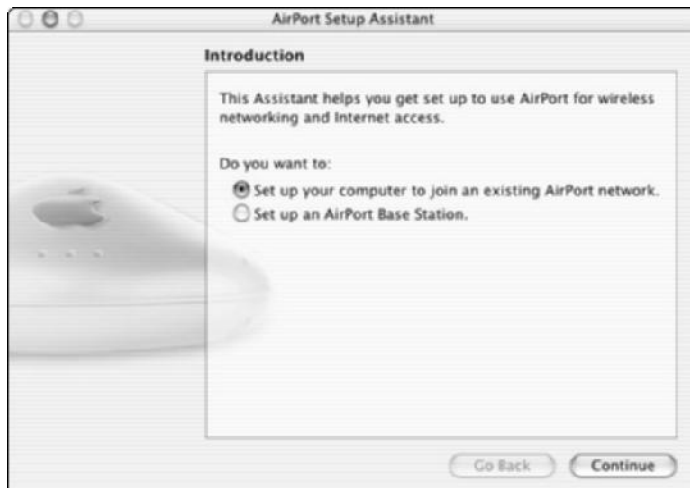 AirPort Setup Assistant
Introduction
This Assistant helps you get set up to use AirPort for wireless
networking and Internet access.
Do you want to:
Set up your computer to join an existing AirPort network.
Set up an AirPort Base Station.
Go Back
Continue